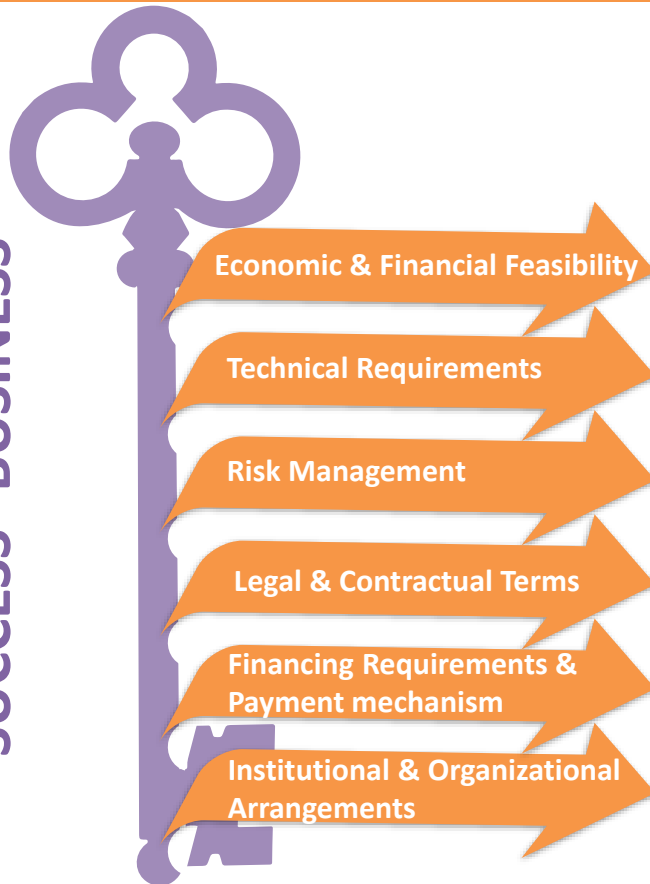 SUCCESS BUSINESS
Economic & Financial Feasibility
Technical Requirements
Risk Management
Legal & Contractual Terms
Financing Requirements &
Payment mechanism
Institutional & Organizational
Arrangements